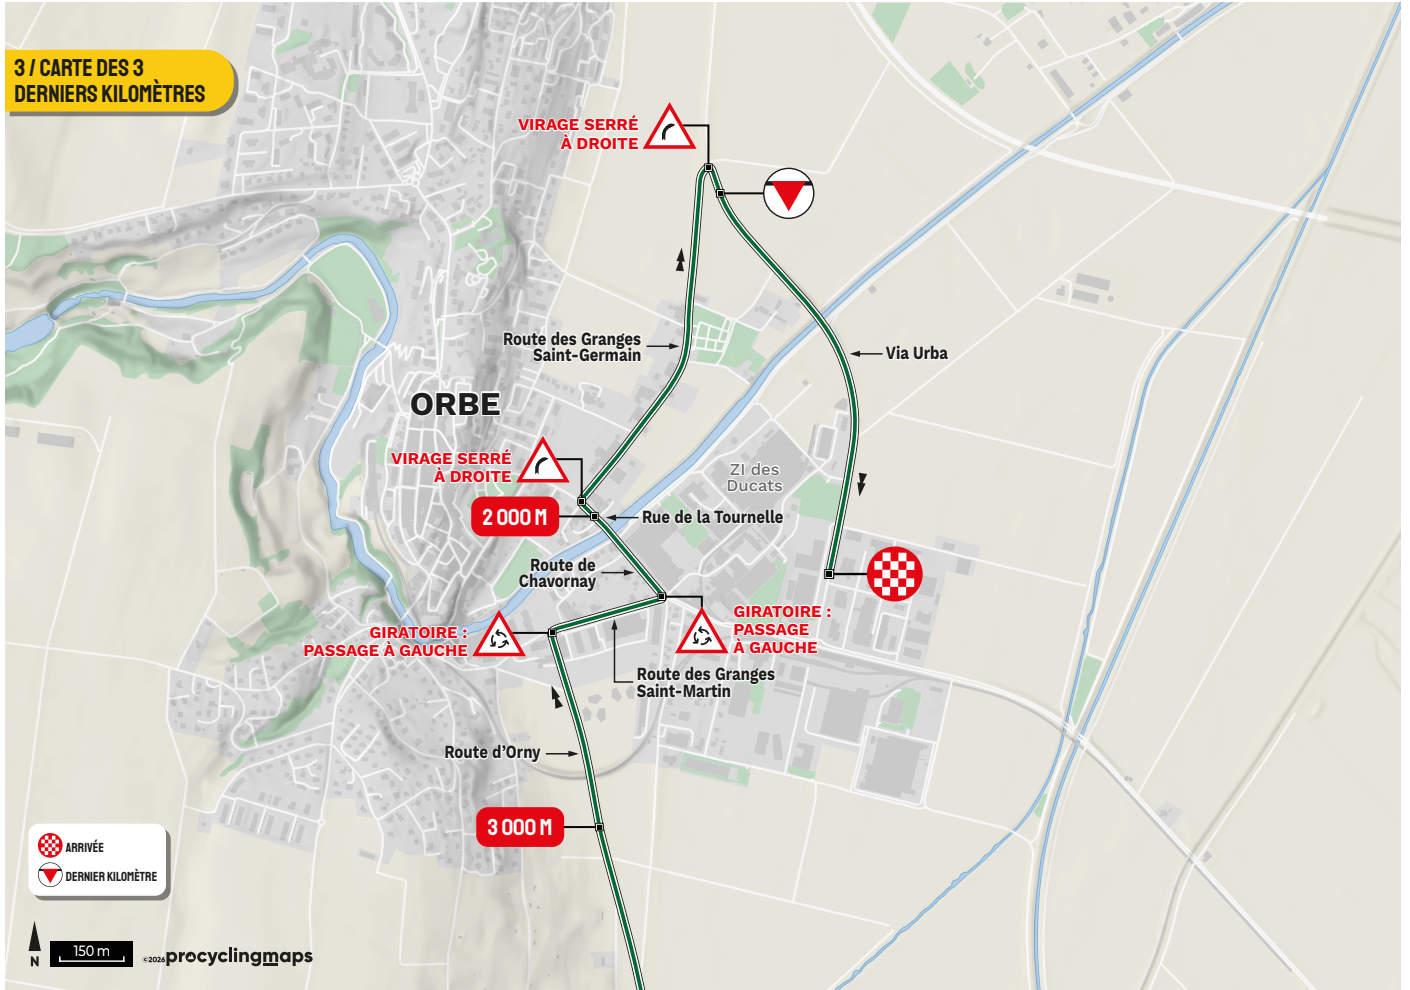 3 / CARTE DES 3
DERNIERS KILOMÈTRES
VIRAGE SERRÉ
À DROITE
Route des Granges
Saint-Germain
Via Urba
ORBE
VIRAGE SERRÉ
À DROITE
ZI des
Ducats
2 000 M
Rue de la Tournelle
Route de
Chavornay
GIRATOIRE :
PASSAGE À GAUCHE
GIRATOIRE :
PASSAGE
À GAUCHE
Route des Granges
Saint-Martin
Route d'Orny
3 000 M
ARRIVÉE
DERNIER KILOMÈTRE
N
150 m
©2026 procyclingmaps